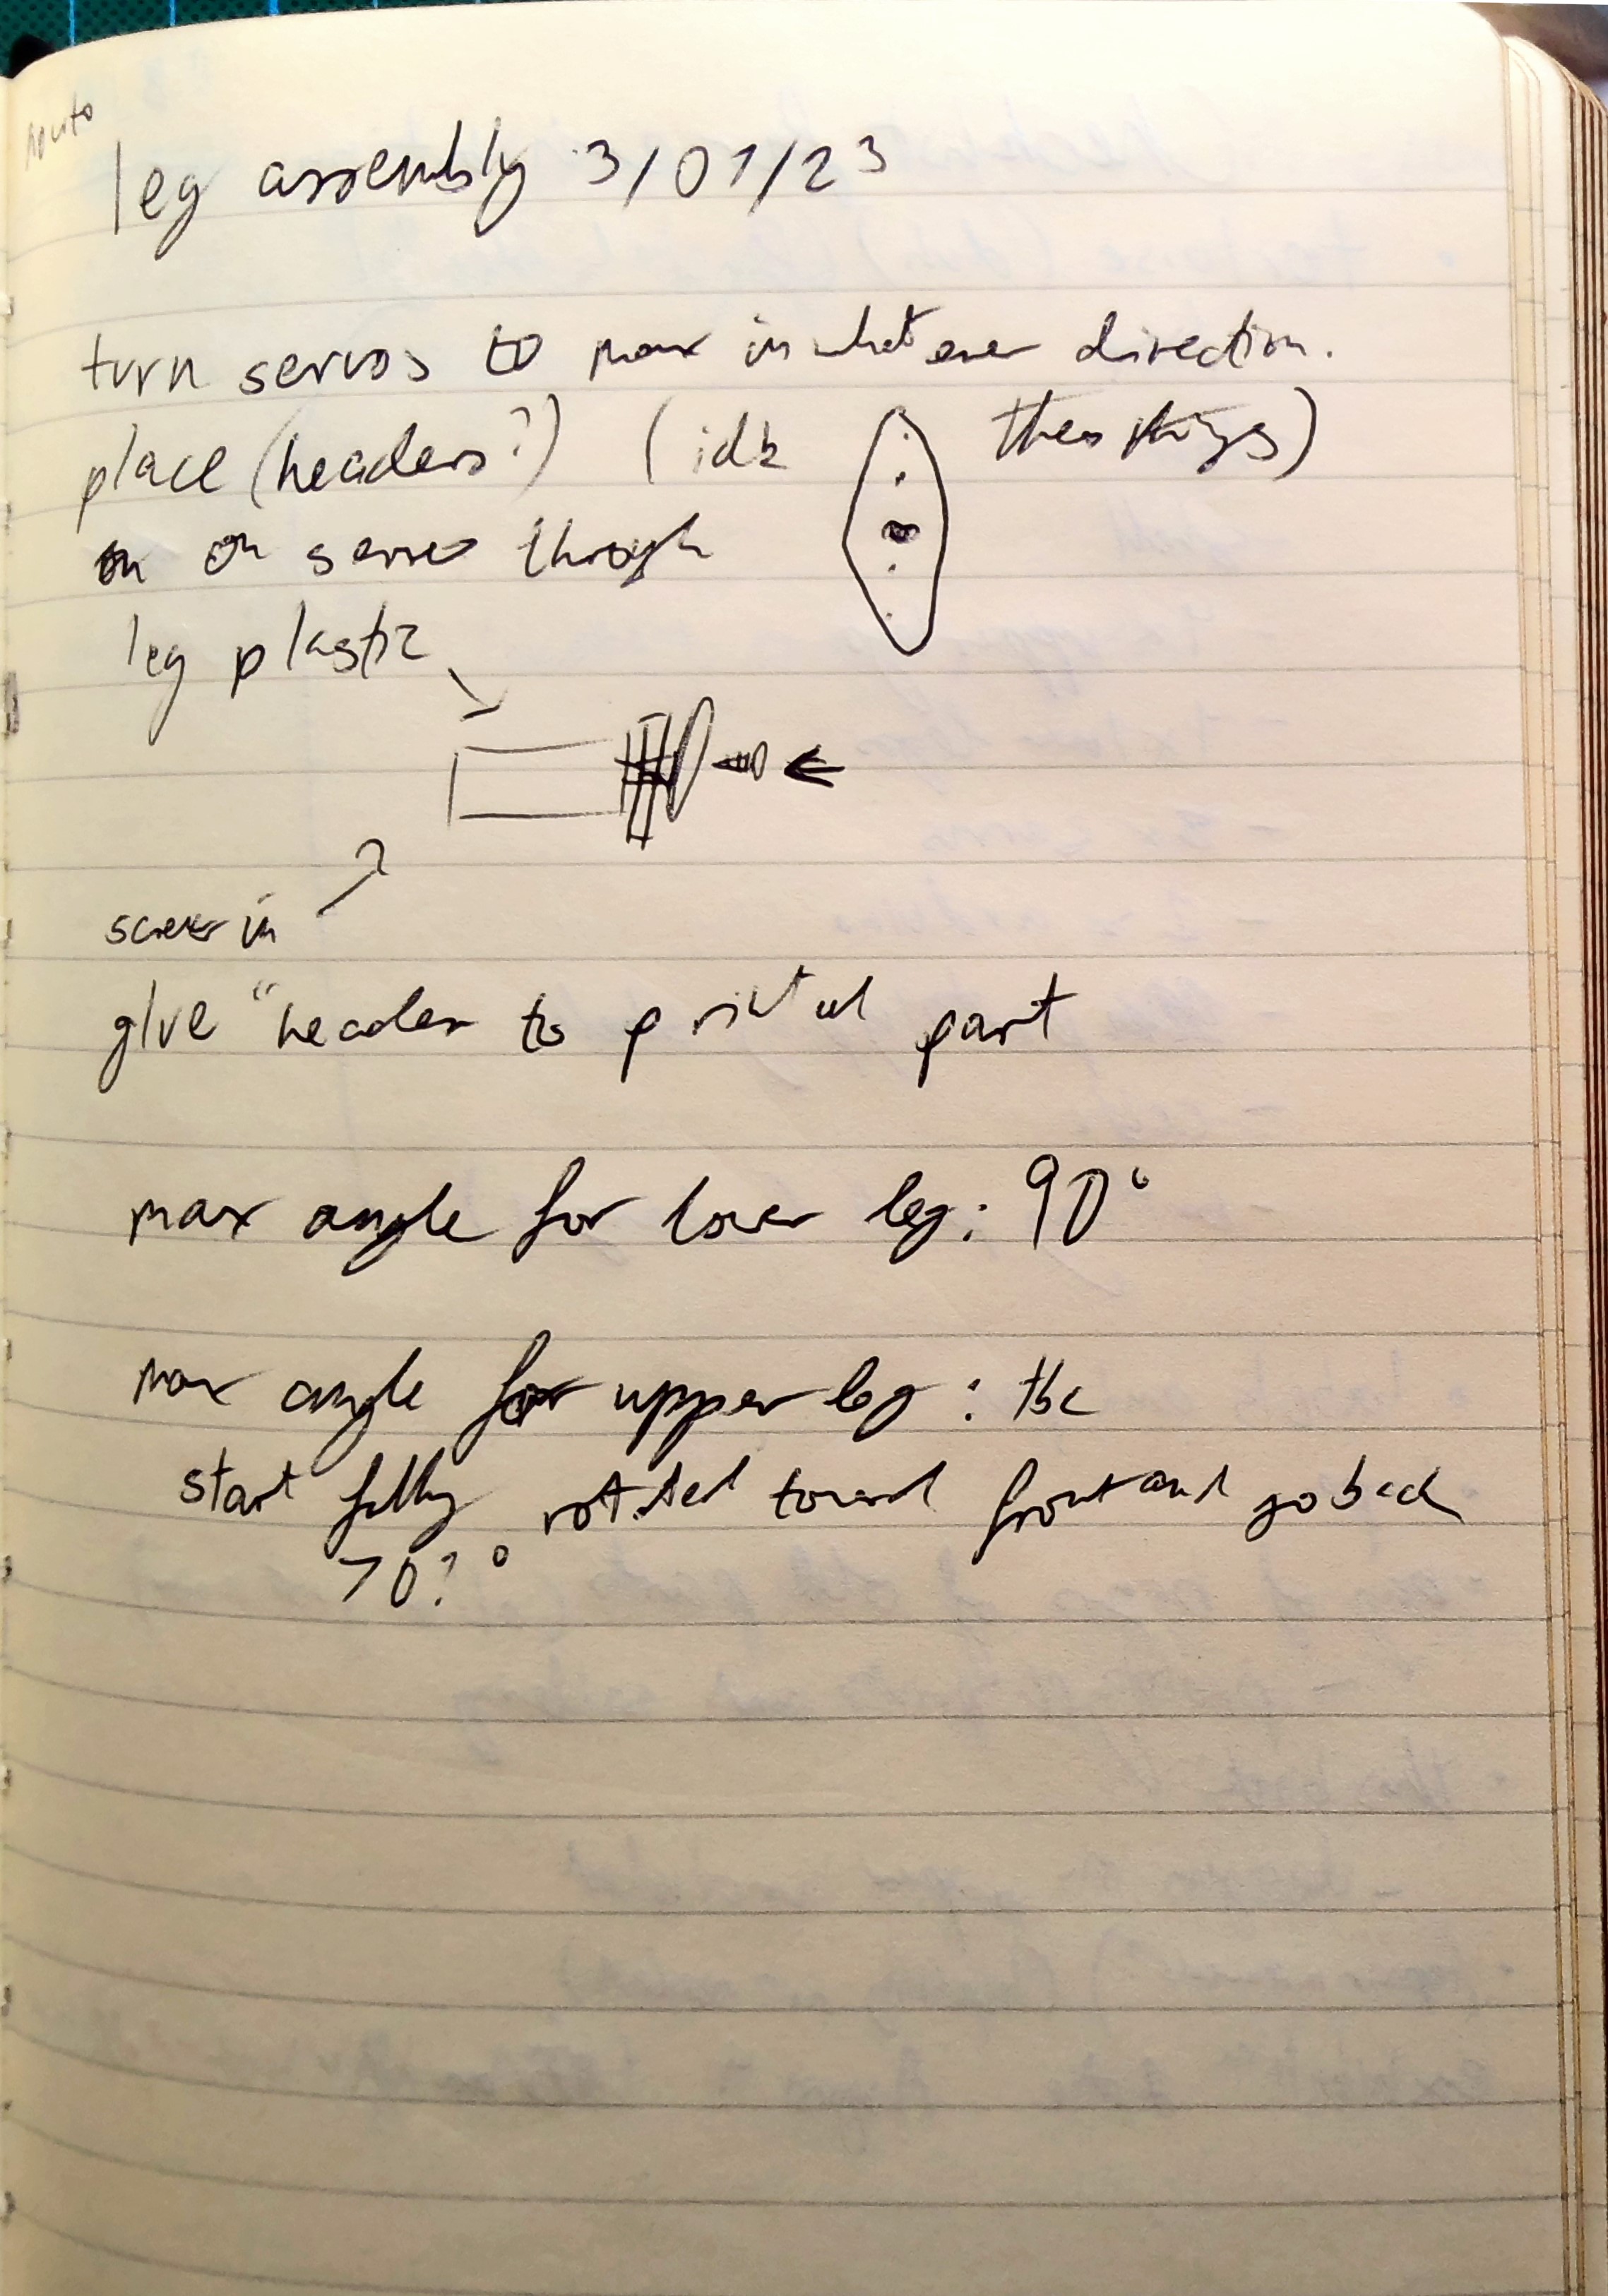 leg assembly 3/01/23
turn servos to max in whatever direction.
place (headers?) (idk these things)
on servo through
leg plastic
screw in
glue "header to printed part
max angle for lower leg: 90°
max angle for upper leg: tbc
start fully rotated toward front and go back
70?°